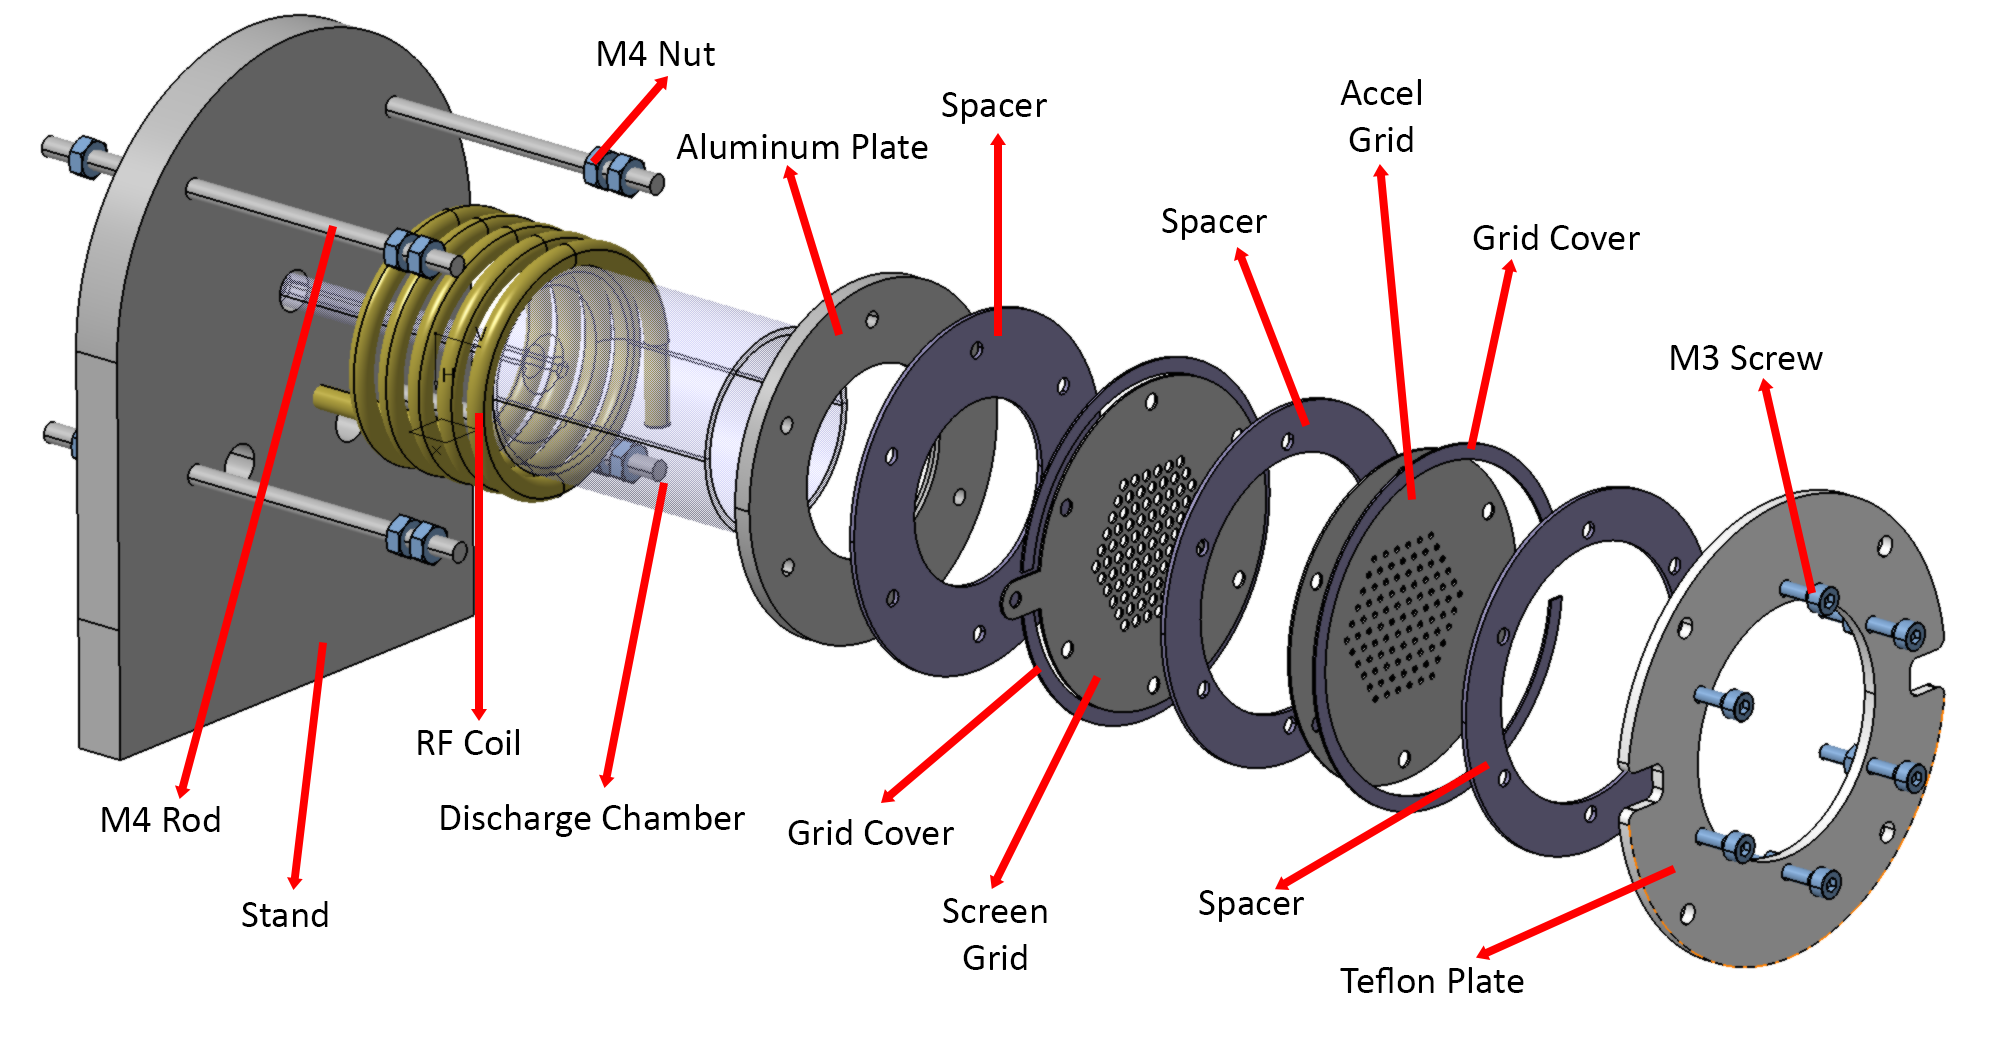 M4 Nut
Spacer
Aluminum Plate
Accel
Grid
Spacer
Grid Cover
M3 Screw
H
RF Coil
M4 Rod
Discharge Chamber
Grid Cover
Stand
Screen
Grid
Spacer
Teflon Plate